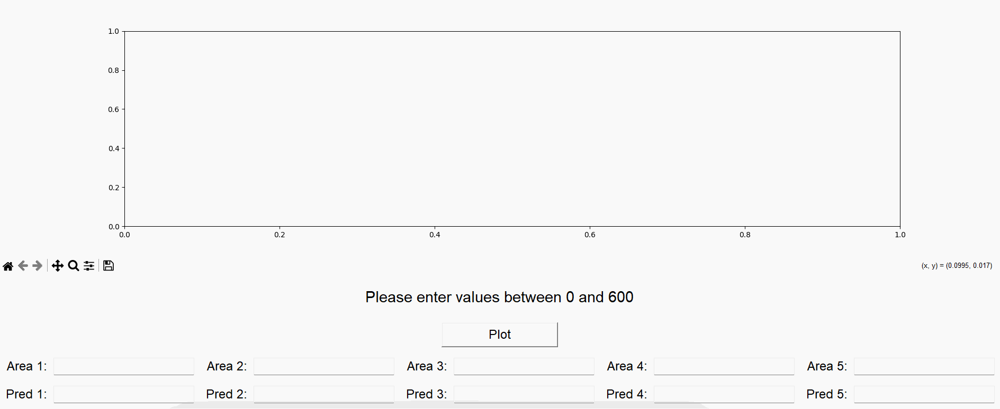 1.0
0.8
0.6
0.4
0.2
0.0
0.0 0.2 0.4 0.6 0.8 1.0
(x, y) = (0.0995, 0.017)
Please enter values between 0 and 600
Plot
Area 1: Area 2: Area 3: Area 4: Area 5:
Pred 1: Pred 2: Pred 3: Pred 4: Pred 5: